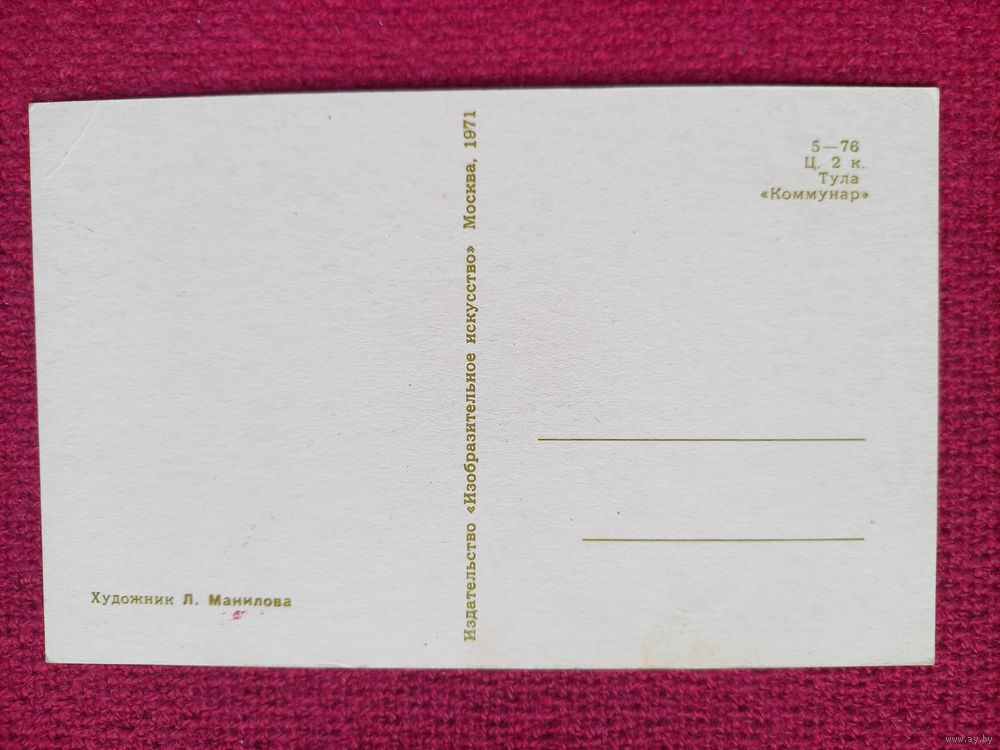 Художник Л. Манилова
Издательство «Изобразительное искусство» Москва, 1971
5—76
Ц. 2 к.
Тула
«Коммунар»
www.ay.by